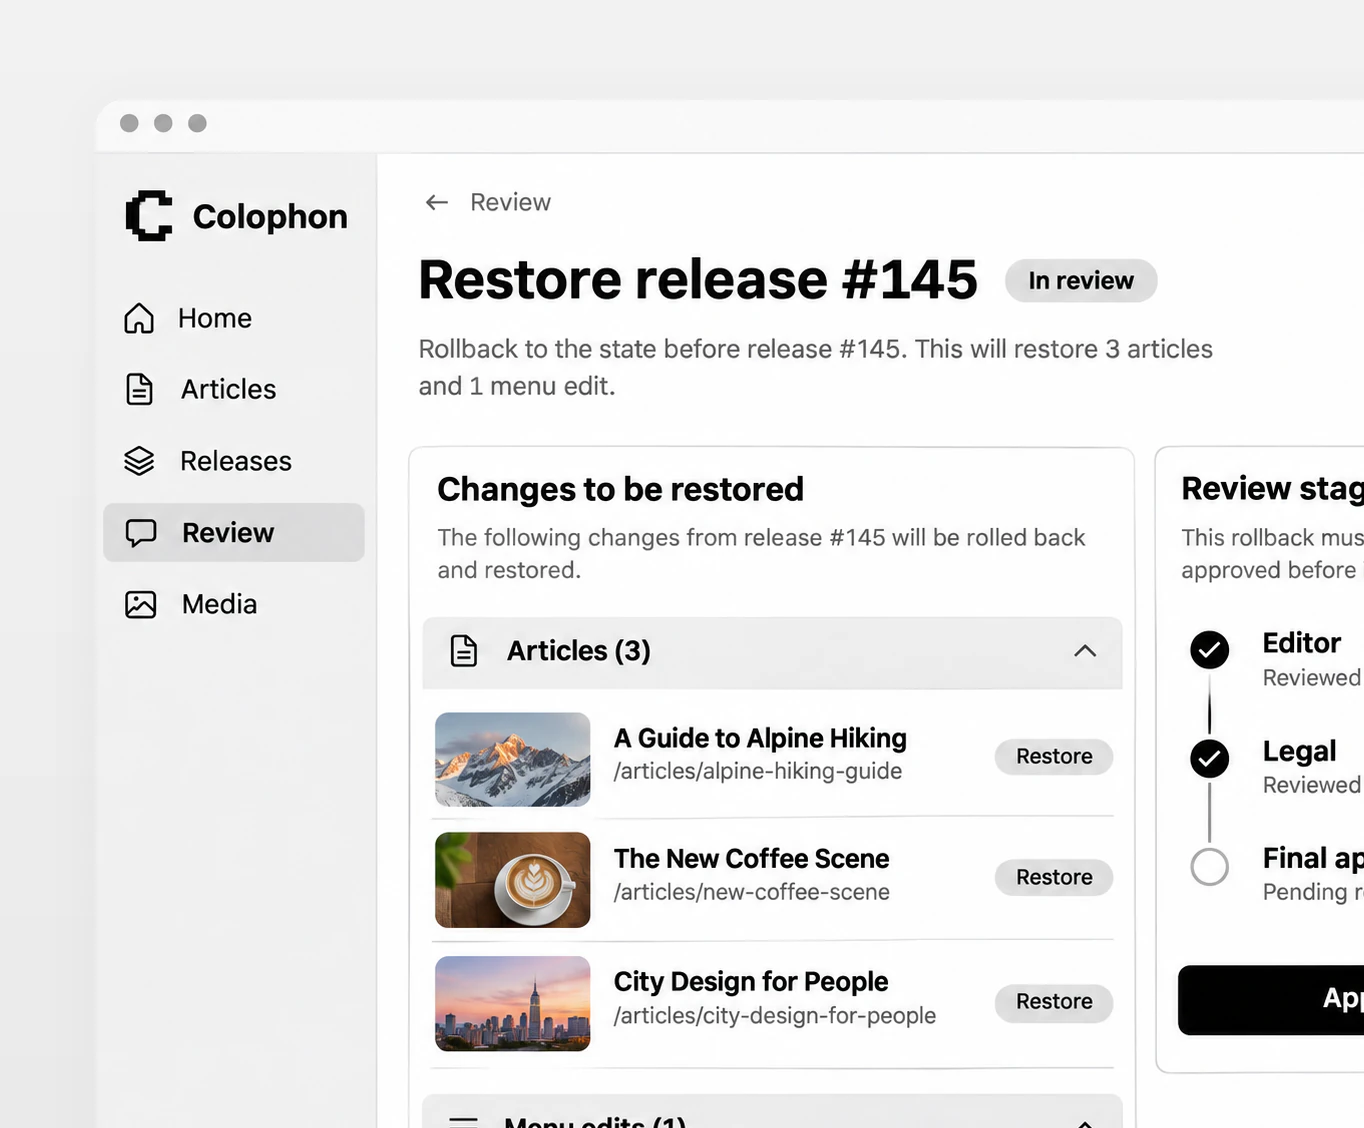 Colophon
Home
Articles
Releases
Review
Media
Review
Restore release #145
In review
Rollback to the state before release #145. This will restore 3 articles
and 1 menu edit.
Changes to be restored
The following changes from release #145 will be rolled back
and restored.
Articles (3)
A Guide to Alpine Hiking
/articles/alpine-hiking-guide
Restore
The New Coffee Scene
/articles/new-coffee-scene
Restore
City Design for People
/articles/city-design-for-people
Restore
Menu edits (1)
Review
This rollback
approved before
Editor
Reviewed
Legal
Reviewed
Final
Pending